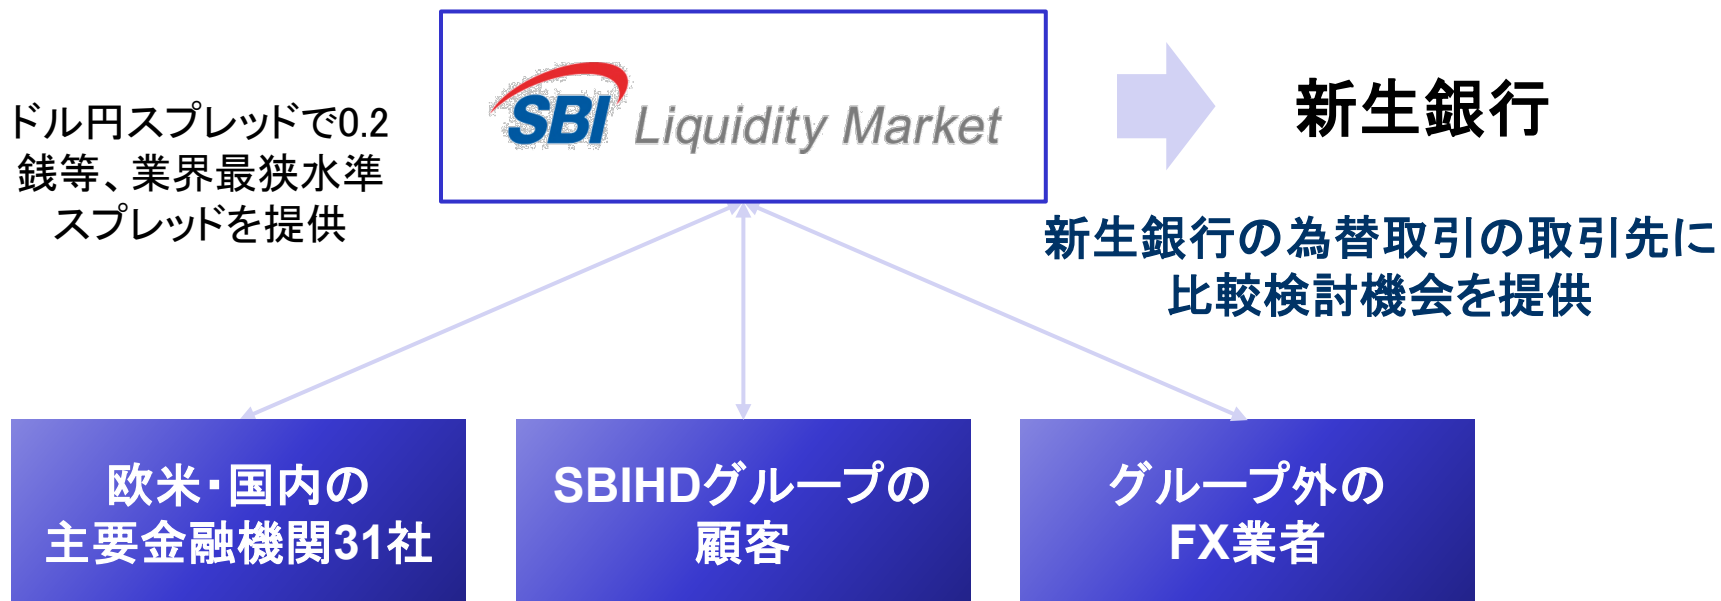 SBI Liquidity Market
新生銀行
ドル円スプレッドで0.2
銭等、業界最狭水準
スプレッドを提供
新生銀行の為替取引の取引先に
比較検討機会を提供
欧米・国内の
主要金融機関31社
SBIHDグループの
顧客
グループ外の
FX業者